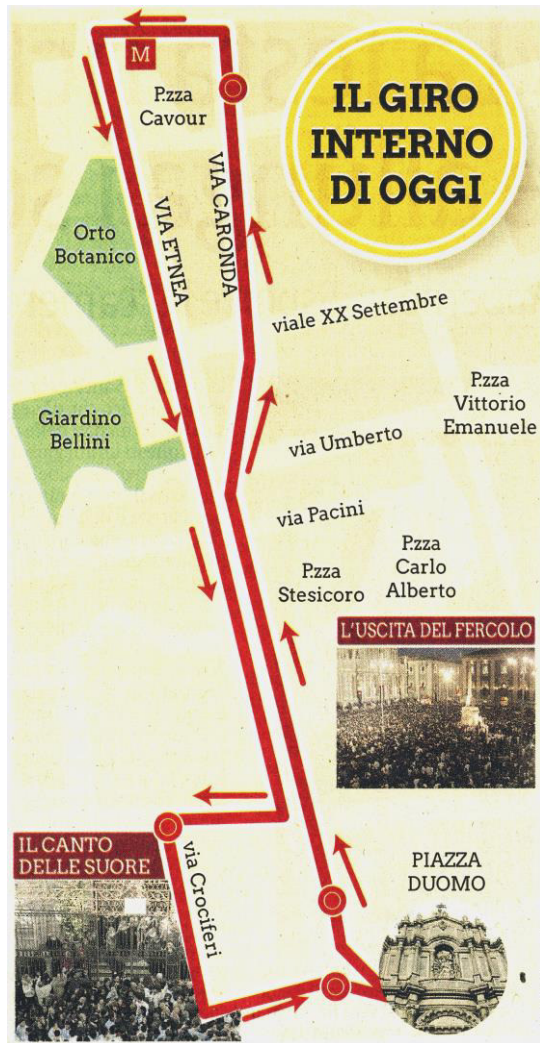 IL GIRO
INTERNO
DI OGGI
M
P.zza
Cavour
VIA CARONDA
VIA ETNEA
Orto
Botanico
viale XX Settembre
P.zza
Vittorio
Emanuele
Giardino
Bellini
via Umberto
via Pacini
P.zza
Carlo
Alberto
P.zza
Stesicoro
L'USCITA DEL FERCOLO
IL CANTO
DELLE SUORE
via Crociferi
PIAZZA
DUOMO